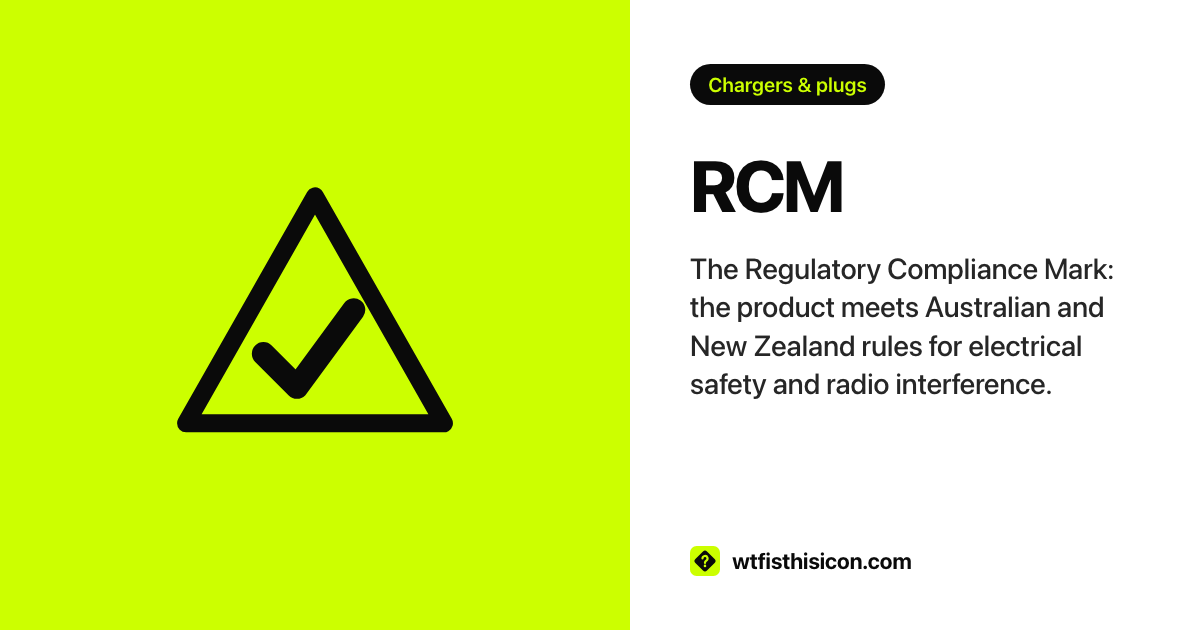 Chargers & plugs
RCM
The Regulatory Compliance Mark:
the product meets Australian and
New Zealand rules for electrical
safety and radio interference.
?
wtfisthisicon.com